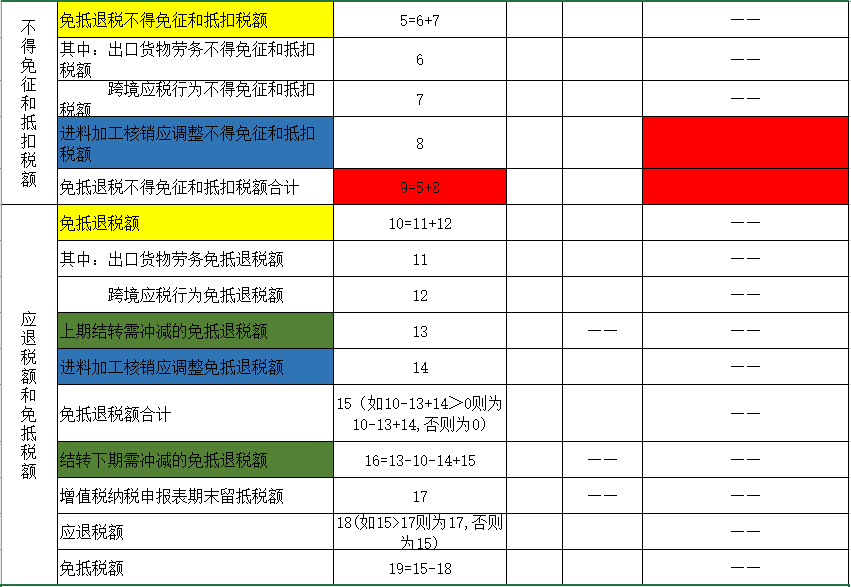 不得免征和抵扣税额
免抵退税不得免征和抵扣税额 5=6+7 ——
其中：出口货物劳务不得免征和抵扣
税额 6 ——
跨境应税行为不得免征和抵扣
税额 7 ——
进料加工核销应调整不得免征和抵扣
税额 8
免抵退税不得免征和抵扣税额合计 9=5+8
应退税额和免抵税额
免抵退税额 10=11+12 ——
其中：出口货物劳务免抵退税额 11 ——
跨境应税行为免抵退税额 12 ——
上期结转需冲减的免抵退税额 13 —— ——
进料加工核销应调整免抵退税额 14 ——
免抵退税额合计 15（如10-13+14＞0则为
10-13+14,否则为0） ——
结转下期需冲减的免抵退税额 16=13-10-14+15 —— ——
增值税纳税申报表期末留抵税额 17 —— ——
应退税额 18(如15>17则为17,否则
为15) ——
免抵税额 19=15-18 ——